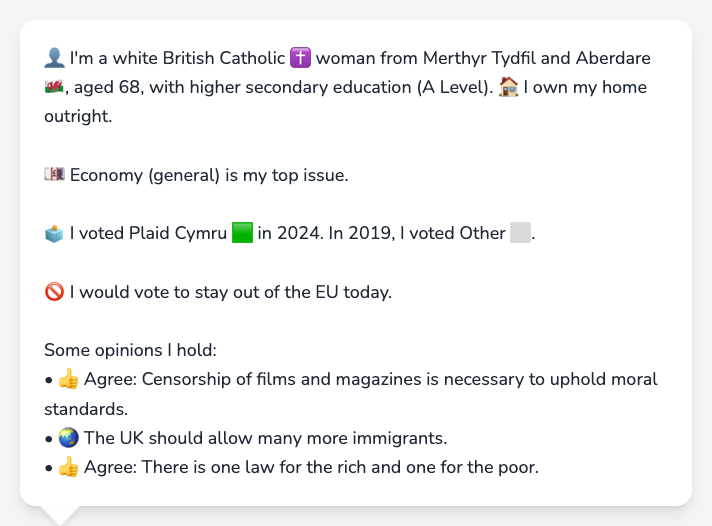 👤 I'm a white British Catholic ✝️ woman from Merthyr Tydfil and Aberdare
🏴󠁧󠁢󠁷󠁬󠁳󠁿, aged 68, with higher secondary education (A Level). 🏠 I own my home
outright.
💷 Economy (general) is my top issue.
🗳️ I voted Plaid Cymru 🟩 in 2024. In 2019, I voted Other ⬜.
🚫 I would vote to stay out of the EU today.
Some opinions I hold:
• 👍 Agree: Censorship of films and magazines is necessary to uphold moral
standards.
• 🌏 The UK should allow many more immigrants.
• 👍 Agree: There is one law for the rich and one for the poor.